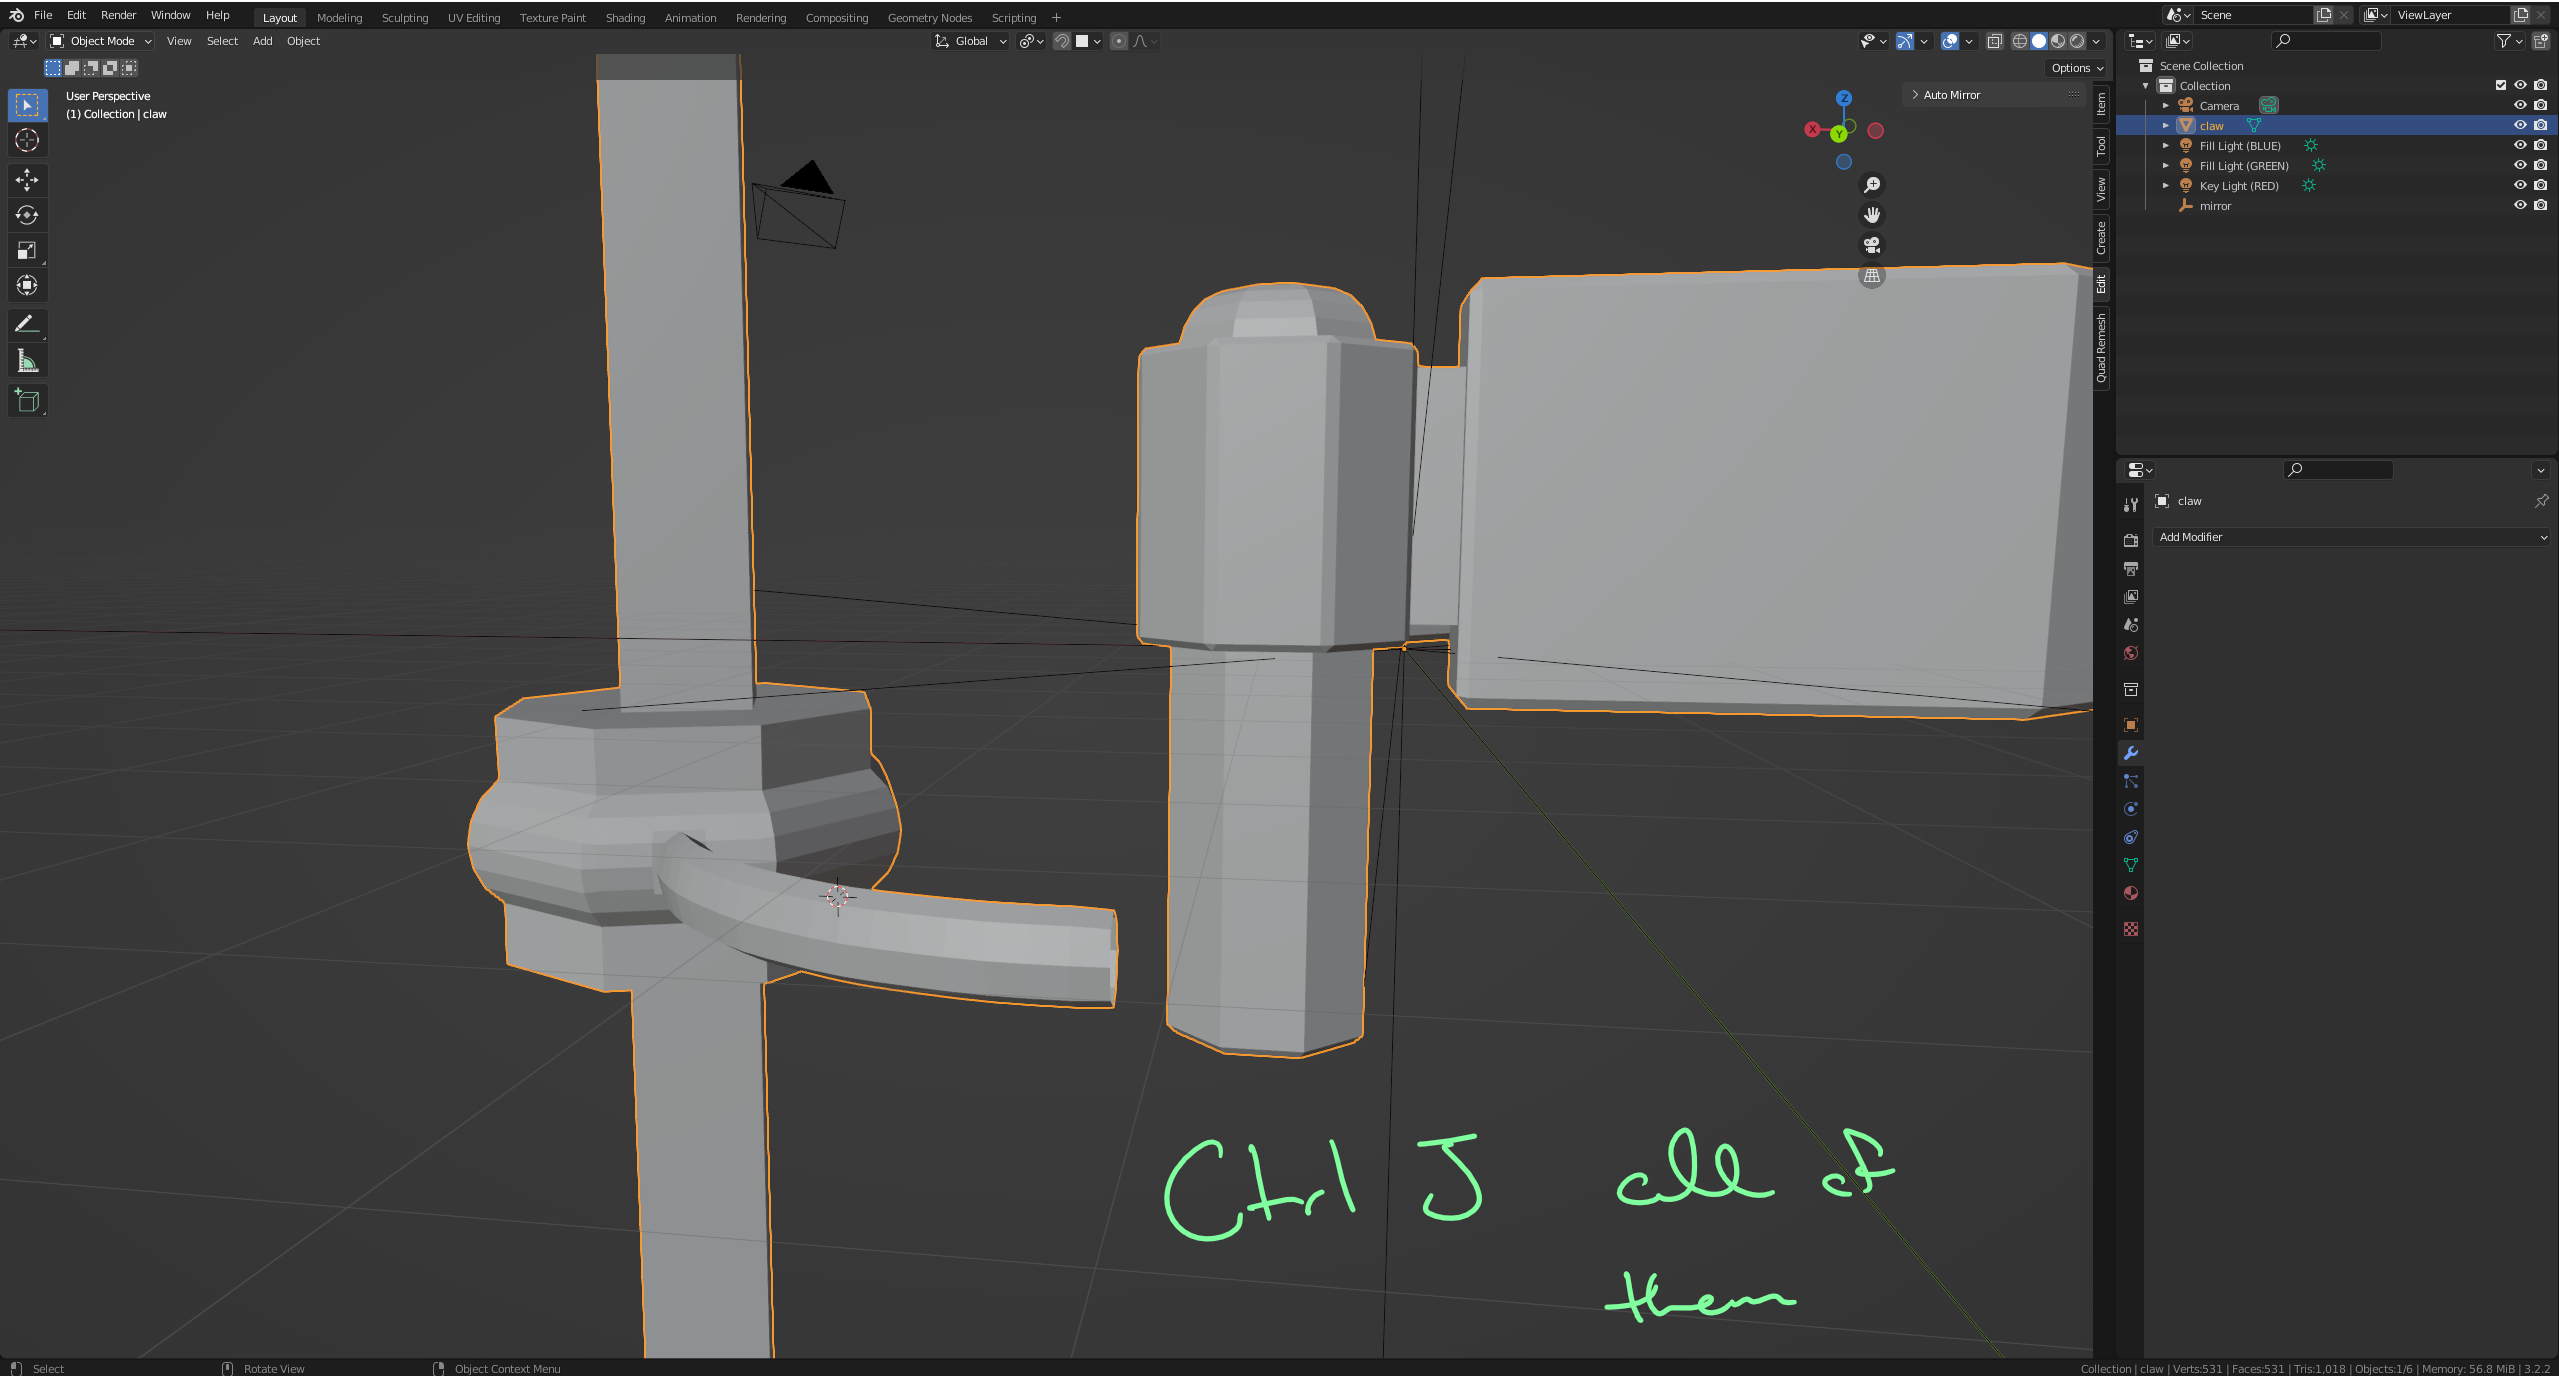 File Edit Render Window Help Layout Modeling Sculpting UV Editing Texture Paint Shading Animation Rendering Compositing Geometry Nodes Scripting + Scene ViewLayer
Object Mode View Select Add Object Global
Options
User Perspective
(1) Collection | claw
Auto Mirror
Z
X
Y
Item
Tool
View
Create
Edit
Quad Remesh
Scene Collection
Collection
Camera
claw
Fill Light (BLUE)
Fill Light (GREEN)
Key Light (RED)
mirror
claw
Add Modifier
Ctrl J all of
them
Select Rotate View Object Context Menu Collection | claw | Verts:531 | Faces:531 | Tris:1,018 | Objects:1/6 | Memory: 56.8 MiB | 3.2.2